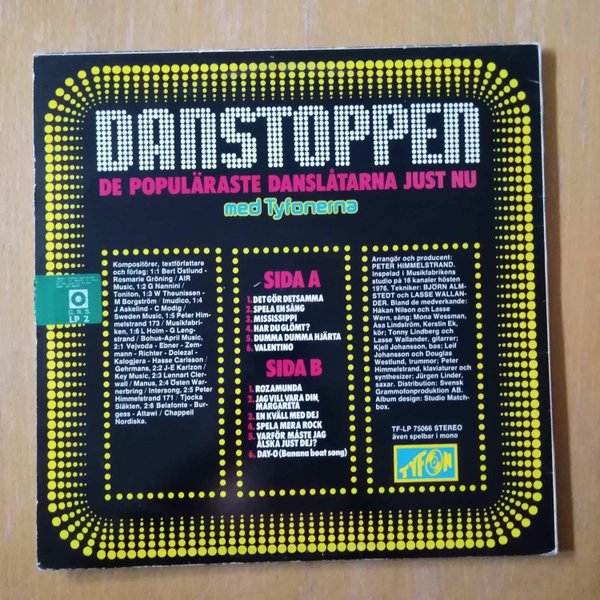 DANSTOPPEN
DE POPULÄRASTE DANSLÅTARNA JUST NU
med Tyfonerna
Kompositörer, textförfattare
och förlag: 1:1 Bert Östlund -
Rosmarie Gröning / AIR
Music, 1:2 G Nannini /
Toniton, 1:3 W Theunissen -
M Borgström / Imudico, 1:4
J Askelind - C Modig /
Sweden Music, 1:5 Peter Him-
melstrand 173 / Musikfabri-
ken, 1:6 L Holm - G Leng-
strand / Bohus-April Music,
2:1 Vejvoda - Ebner - Zem-
mann - Richter - Dolezal -
Kalogjera - Hasse Carlsson /
Gehrmans, 2:2 J-E Karlzon /
Key Music, 2:3 Lennart Cler-
wall / Manus, 2:4 Östen War-
nerbring / Intersong, 2:5 Peter
Himmelstrand 171 / Tjocka
Släkten, 2:6 Belafonte - Bur-
gess - Attawi / Chappell
Nordiska.
SIDA A
1. DET GÖR DETSAMMA
2. SPELA EN SÅNG
3. MISSISSIPPI
4. HAR DU GLÖMT?
5. DUMMA DUMMA HJÄRTA
6. VALENTINO
SIDA B
1. ROZAMUNDA
2. JAG VILL VARA DIN,
MARGARETA
3. EN KVÄLL MED DEJ
4. SPELA MERA ROCK
5. VARFÖR MÅSTE JAG
ÄLSKA JUST DEJ?
6. DAY-O (Banana boat song)
Arrangör och producent:
PETER HIMMELSTRAND.
Inspelad i Musikfabrikens
studio på 16 kanaler hösten
1976. Tekniker: BJÖRN ALM-
STEDT och LASSE WALLAN-
DER. Bland de medverkande:
Håkan Nilson och Lasse
Wern, sång; Mona Wessman,
Åsa Lindström, Kerstin Ek,
kör; Tonny Lindberg och
Lasse Wallander, gitarrer;
Kjell Johansson, bas; Leif
Johansson och Douglas
Westlund, trummor; Peter
Himmelstrand, klaviaturer och
synthesizer; Jürgen Linder,
saxar. Distribution: Svensk
Grammofonproduktion AB.
Album design: Studio Match-
box.
TF-LP 75066 STEREO
även spelbar i mono
TYFON
G.R.S.
LP 2